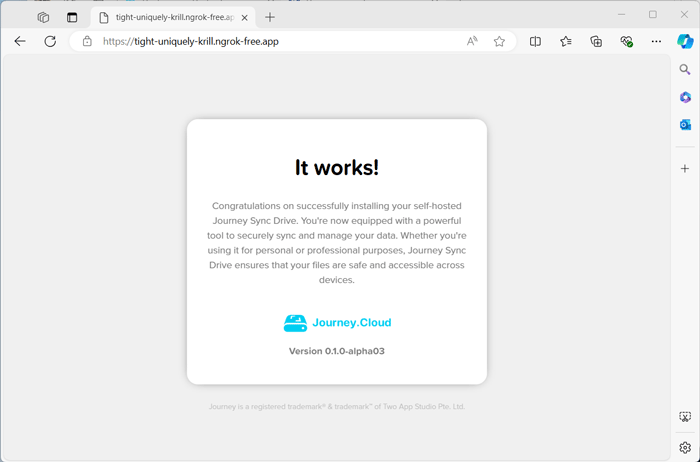 tight-uniquely-krill.ngrok-free.ap
https://tight-uniquely-krill.ngrok-free.app
It works!
Congratulations on successfully installing your self-hosted
Journey Sync Drive. You're now equipped with a powerful
tool to securely sync and manage your data. Whether you're
using it for personal or professional purposes, Journey Sync
Drive ensures that your files are safe and accessible across
devices.
Journey.Cloud
Version 0.1.0-alpha03
Journey is a registered trademark® & trademark™ of Two App Studio Pte. Ltd.